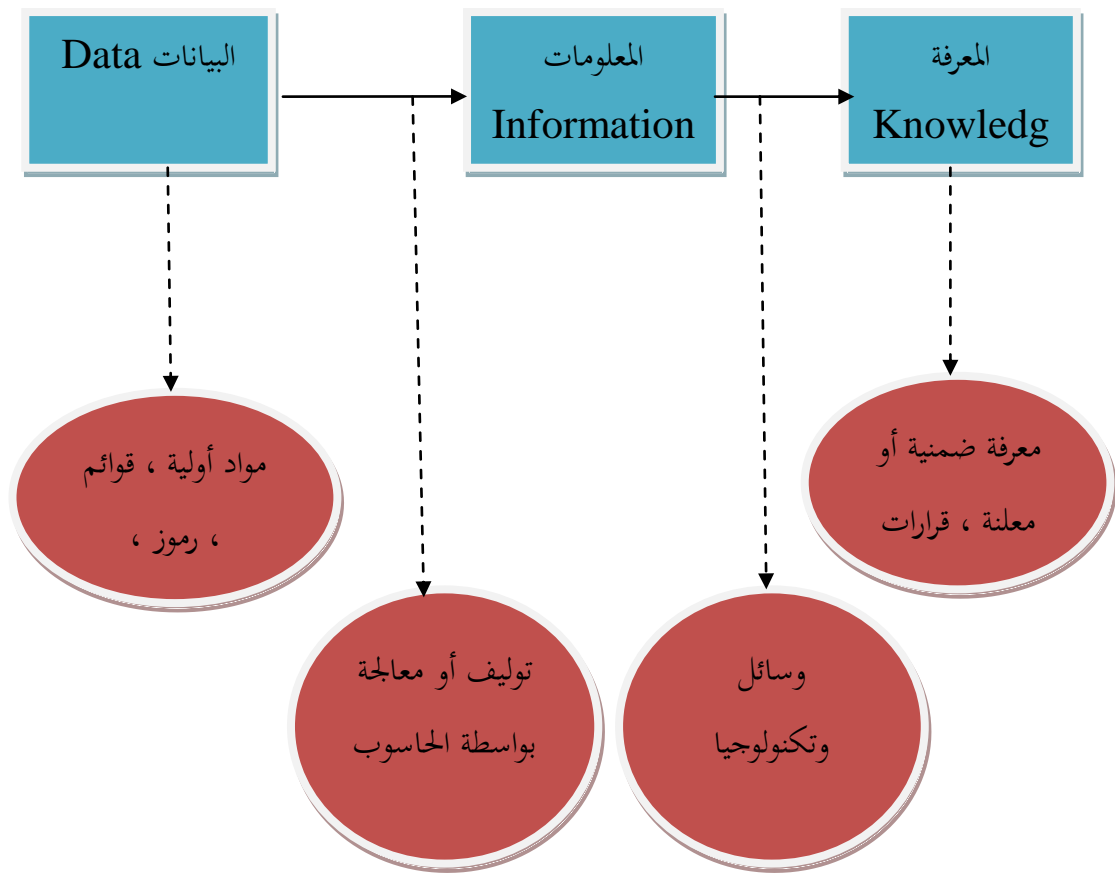 البيانات Data
المعلومات
Information
المعرفة
Knowledg
مواد أولية ، قوائم
، رموز ،
معرفة ضمنية أو
معلنة ، قرارات
توليف أو معالجة
بواسطة الحاسوب
وسائل
وتكنولوجيا